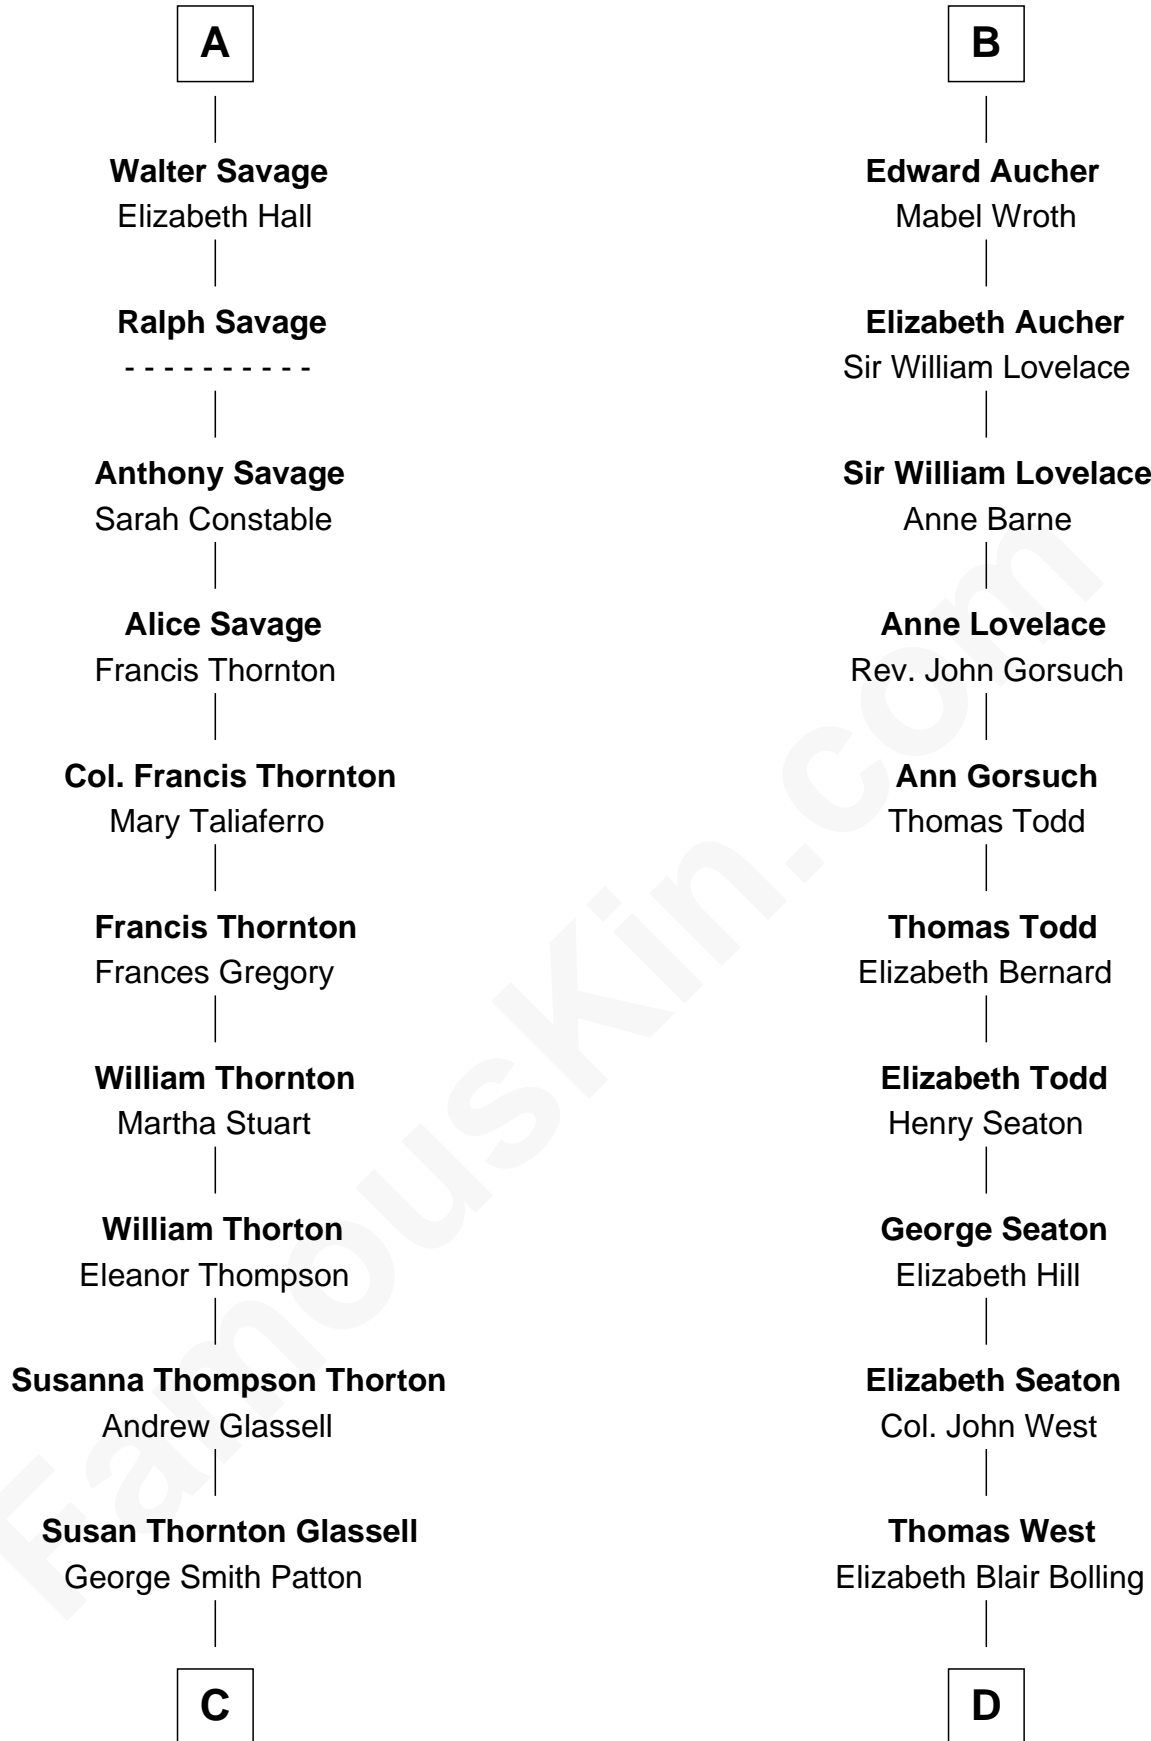 A
Walter Savage
Elizabeth Hall
Ralph Savage
- - - - - - - - - -
Anthony Savage
Sarah Constable
Alice Savage
Francis Thornton
Col. Francis Thornton
Mary Taliaferro
Francis Thornton
Frances Gregory
William Thornton
Martha Stuart
William Thorton
Eleanor Thompson
Susanna Thompson Thorton
Andrew Glassell
Susan Thornton Glassell
George Smith Patton
C
B
Edward Aucher
Mabel Wroth
Elizabeth Aucher
Sir William Lovelace
Sir William Lovelace
Anne Barne
Anne Lovelace
Rev. John Gorsuch
Ann Gorsuch
Thomas Todd
Thomas Todd
Elizabeth Bernard
Elizabeth Todd
Henry Seaton
George Seaton
Elizabeth Hill
Elizabeth Seaton
Col. John West
Thomas West
Elizabeth Blair Bolling
D
FamousKin.com